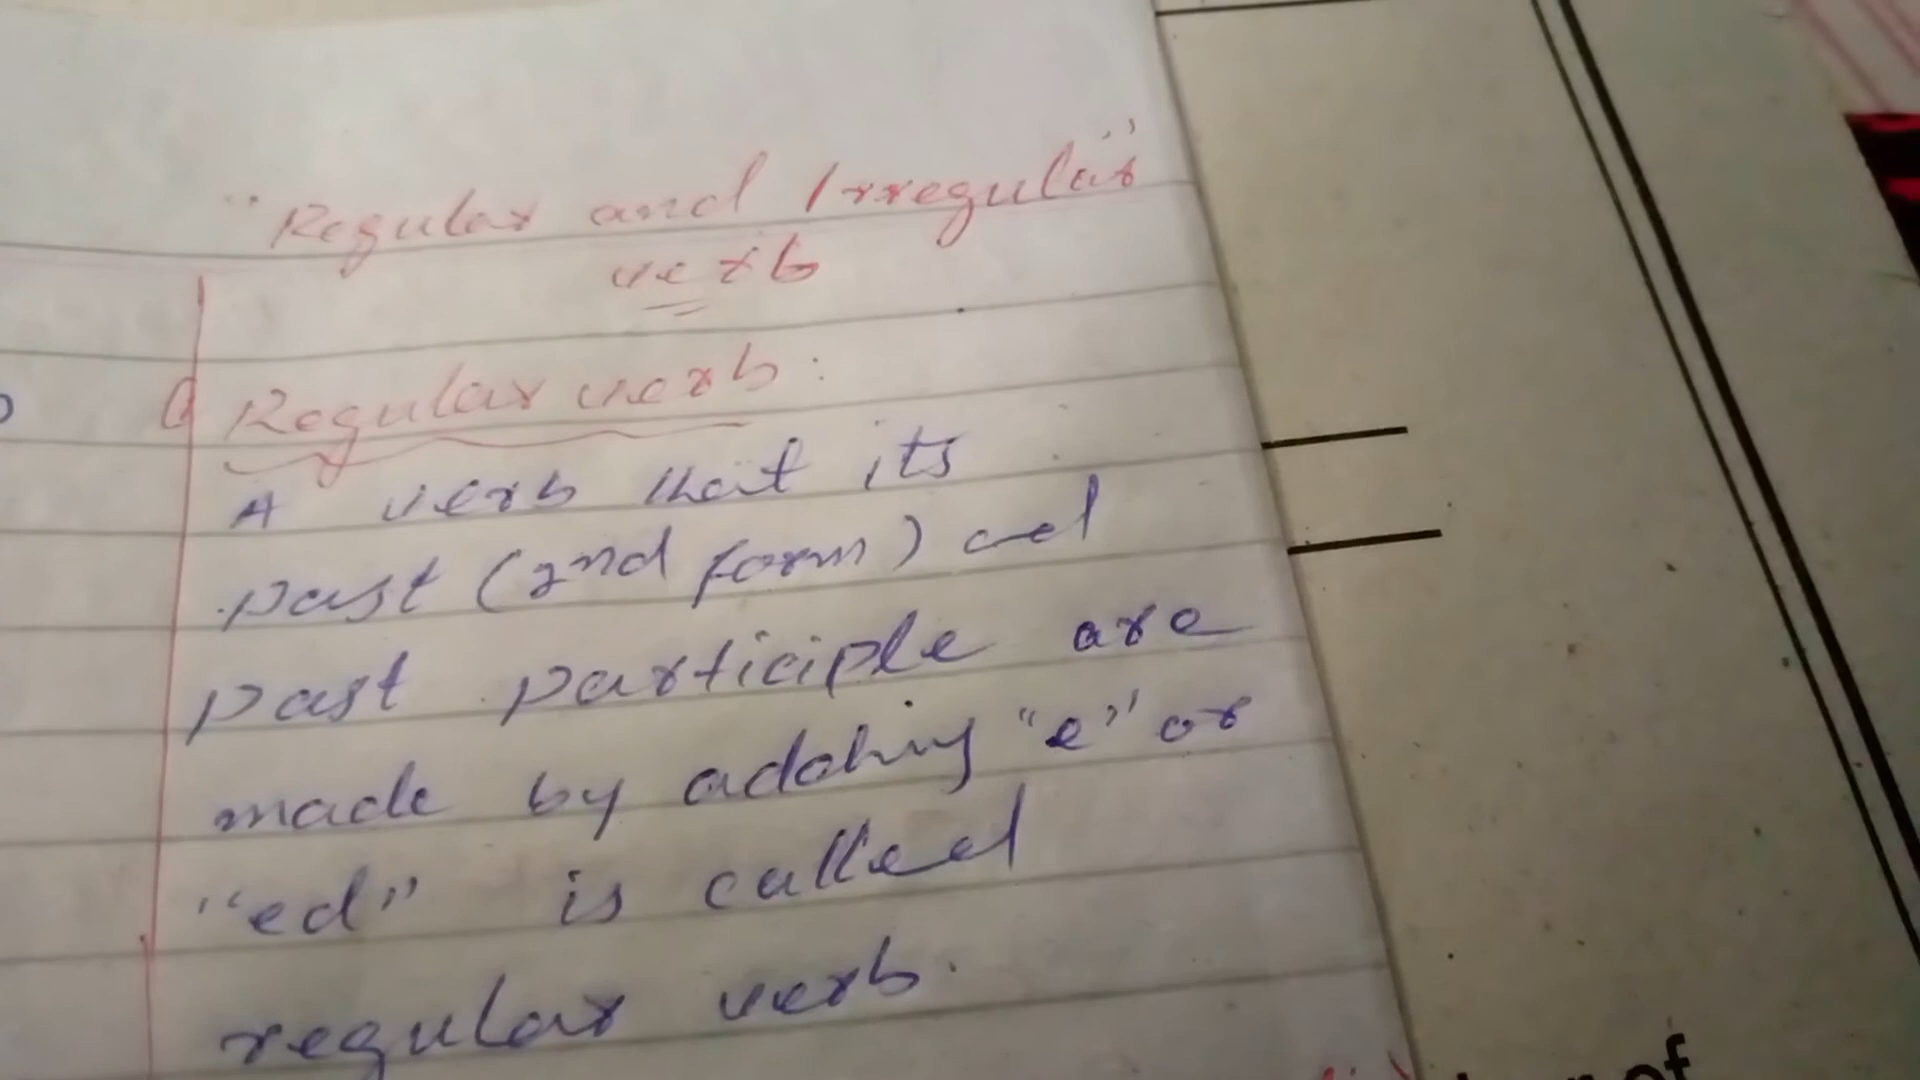 "Regular and Irregular"
verb
Regular verb:
A verb that its
past (2nd form) and
past participle are
made by adding "e" or
"ed" is called
regular verb.
of